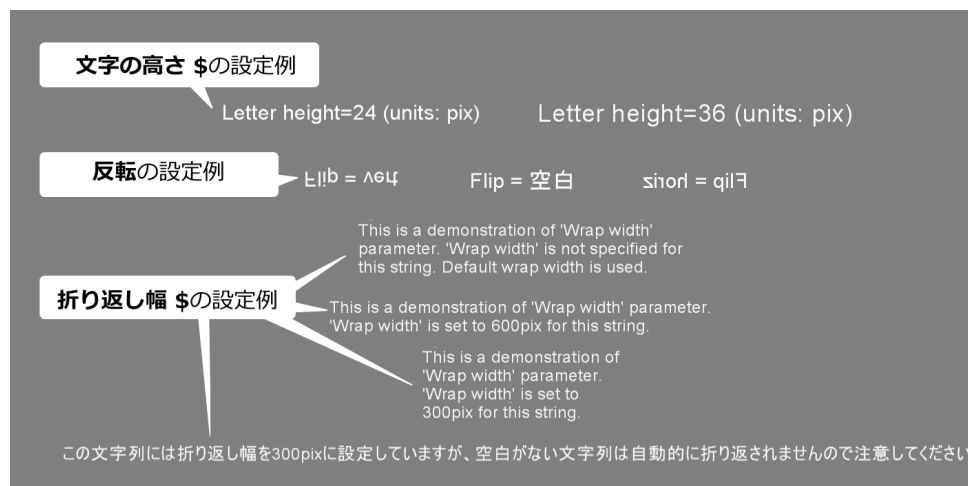 文字の高さ $の設定例
Letter height=24 (units: pix)
Letter height=36 (units: pix)
反転の設定例
Flip = vert
Flip = 空白
Flip = horiz
This is a demonstration of 'Wrap width'
parameter. 'Wrap width' is not specified for
this string. Default wrap width is used.
折り返し幅 $の設定例
This is a demonstration of 'Wrap width' parameter.
'Wrap width' is set to 600pix for this string.
This is a demonstration of
'Wrap width' parameter.
'Wrap width' is set to
300pix for this string.
この文字列には折り返し幅を300pixに設定していますが、空白がない文字列は自動的に折り返されませんので注意してください